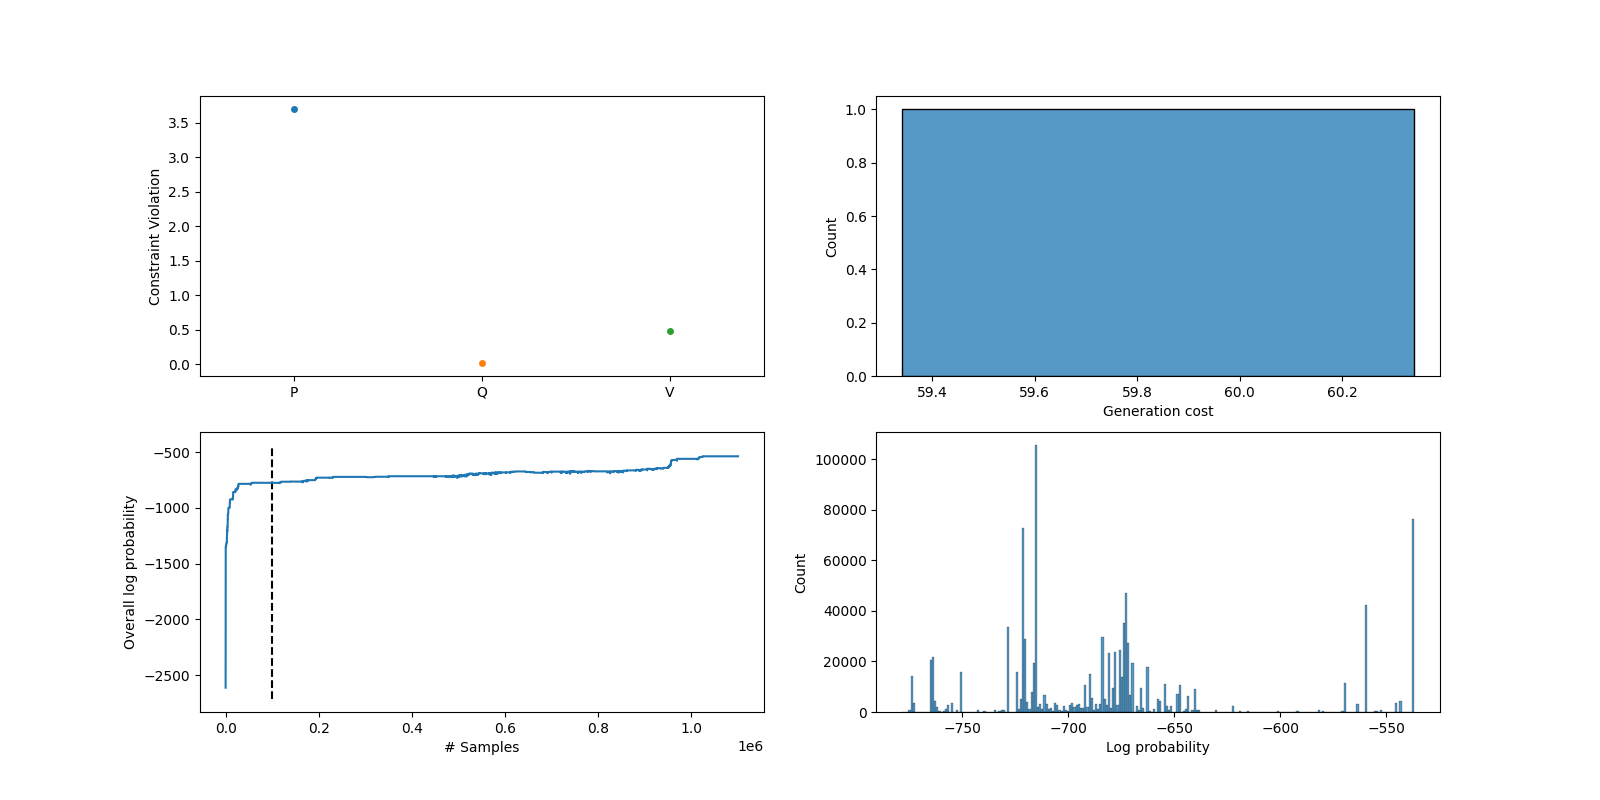 Constraint Violation
3.5
3.0
2.5
2.0
1.5
1.0
0.5
0.0
P Q V
Count
1.0
0.8
0.6
0.4
0.2
0.0
59.4 59.6 59.8 60.0 60.2
Generation cost
Overall log probability
−500
−1000
−1500
−2000
−2500
0.0 0.2 0.4 0.6 0.8 1.0
# Samples
1e6
Count
100000
80000
60000
40000
20000
0
−750 −700 −650 −600 −550
Log probability